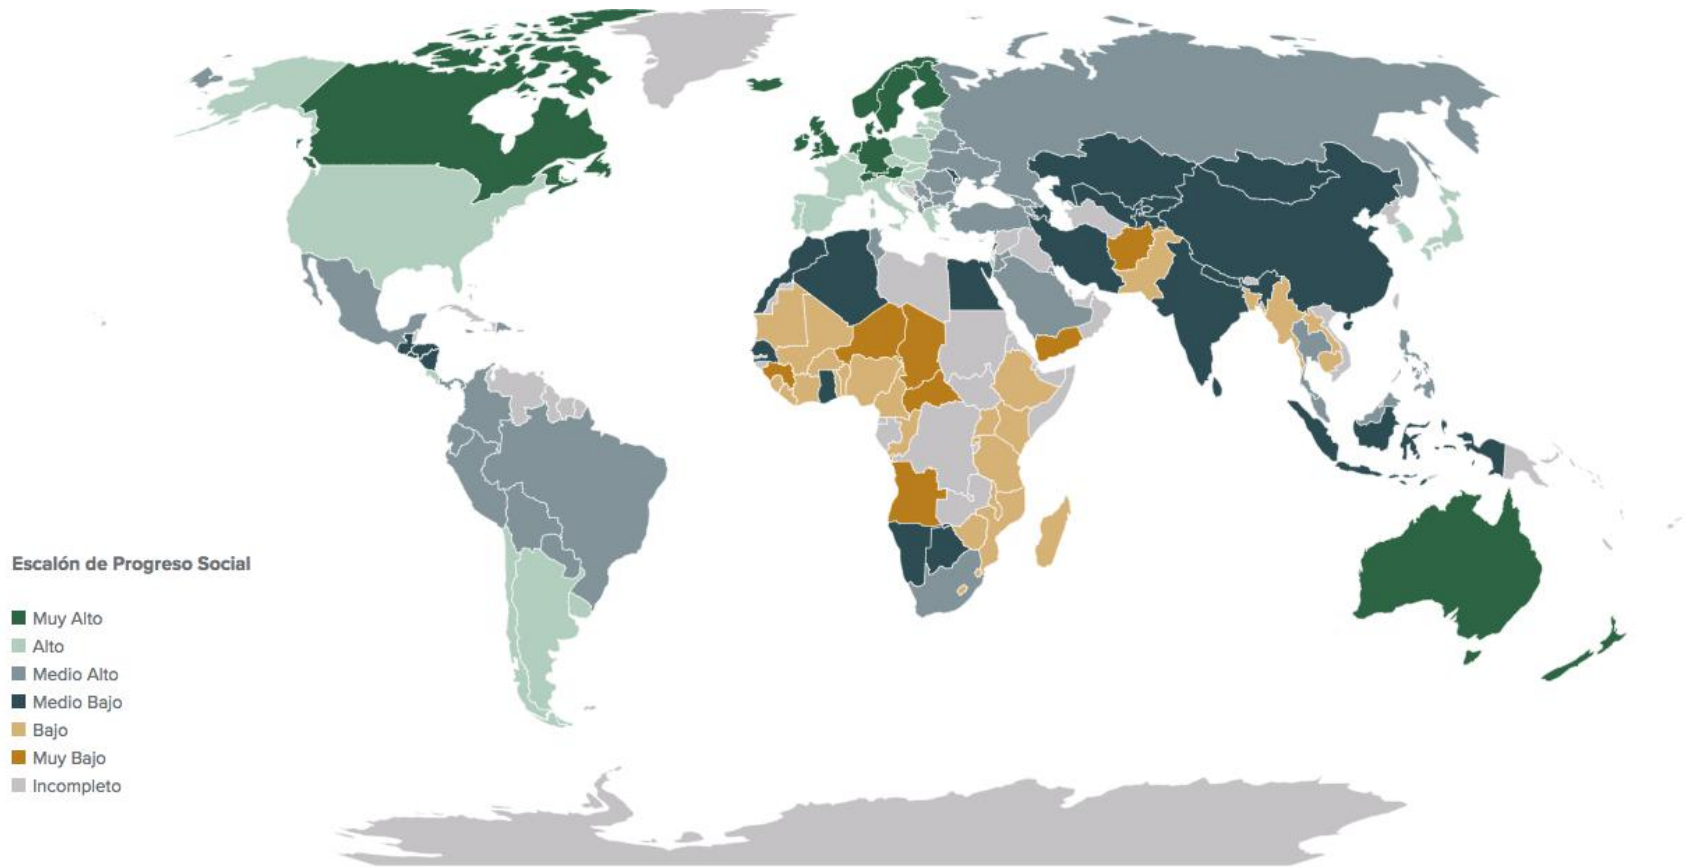 Escalón de Progreso Social
Muy Alto
Alto
Medio Alto
Medio Bajo
Bajo
Muy Bajo
Incompleto